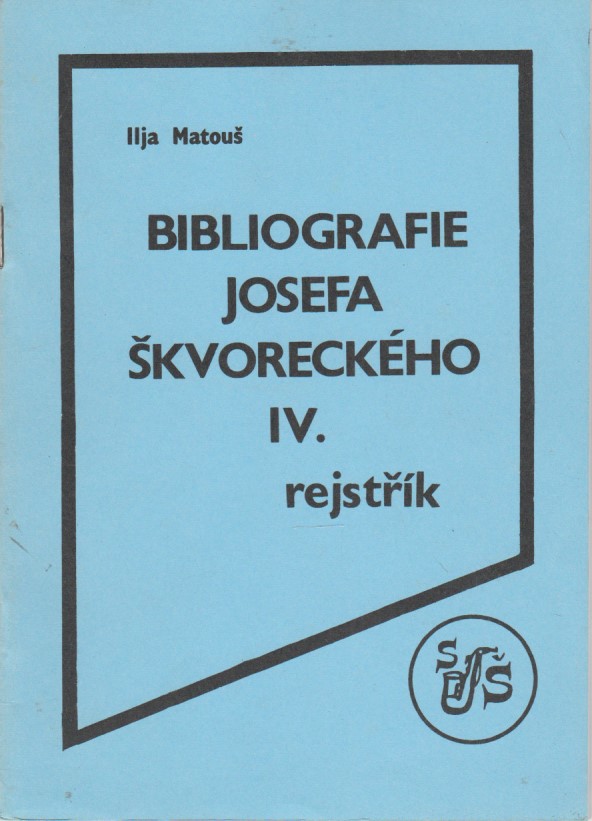 Ilja Matouš
BIBLIOGRAFIE
JOSEFA
ŠKVORECKÉHO
IV.
rejstřík
S Š